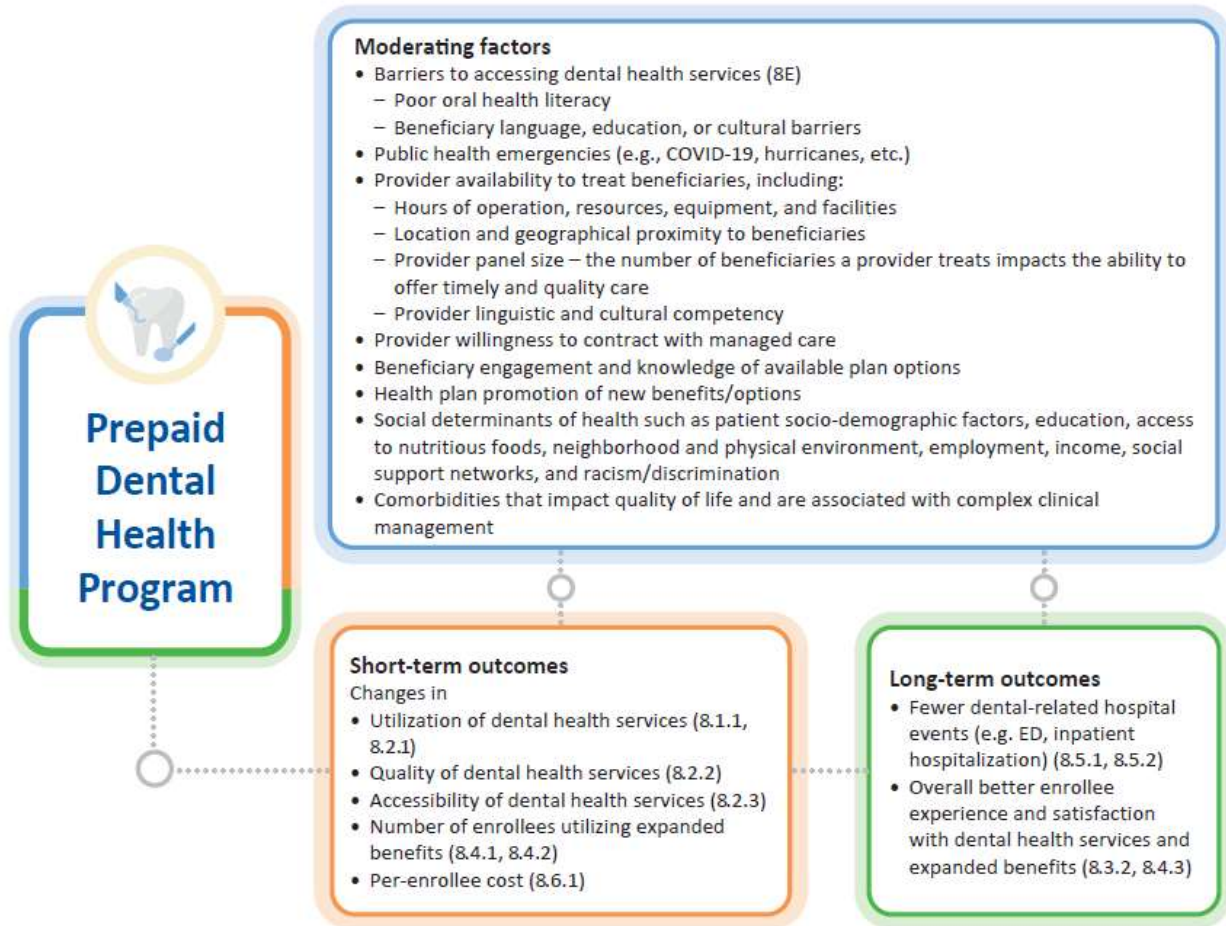 Prepaid
Dental
Health
Program
Moderating factors
• Barriers to accessing dental health services (8E)
– Poor oral health literacy
– Beneficiary language, education, or cultural barriers
• Public health emergencies (e.g., COVID-19, hurricanes, etc.)
• Provider availability to treat beneficiaries, including:
– Hours of operation, resources, equipment, and facilities
– Location and geographical proximity to beneficiaries
– Provider panel size – the number of beneficiaries a provider treats impacts the ability to
offer timely and quality care
– Provider linguistic and cultural competency
• Provider willingness to contract with managed care
• Beneficiary engagement and knowledge of available plan options
• Health plan promotion of new benefits/options
• Social determinants of health such as patient socio-demographic factors, education, access
to nutritious foods, neighborhood and physical environment, employment, income, social
support networks, and racism/discrimination
• Comorbidities that impact quality of life and are associated with complex clinical
management
Short-term outcomes
Changes in
• Utilization of dental health services (8.1.1,
8.2.1)
• Quality of dental health services (8.2.2)
• Accessibility of dental health services (8.2.3)
• Number of enrollees utilizing expanded
benefits (8.4.1, 8.4.2)
• Per-enrollee cost (8.6.1)
Long-term outcomes
• Fewer dental-related hospital
events (e.g. ED, inpatient
hospitalization) (8.5.1, 8.5.2)
• Overall better enrollee
experience and satisfaction
with dental health services and
expanded benefits (8.3.2, 8.4.3)